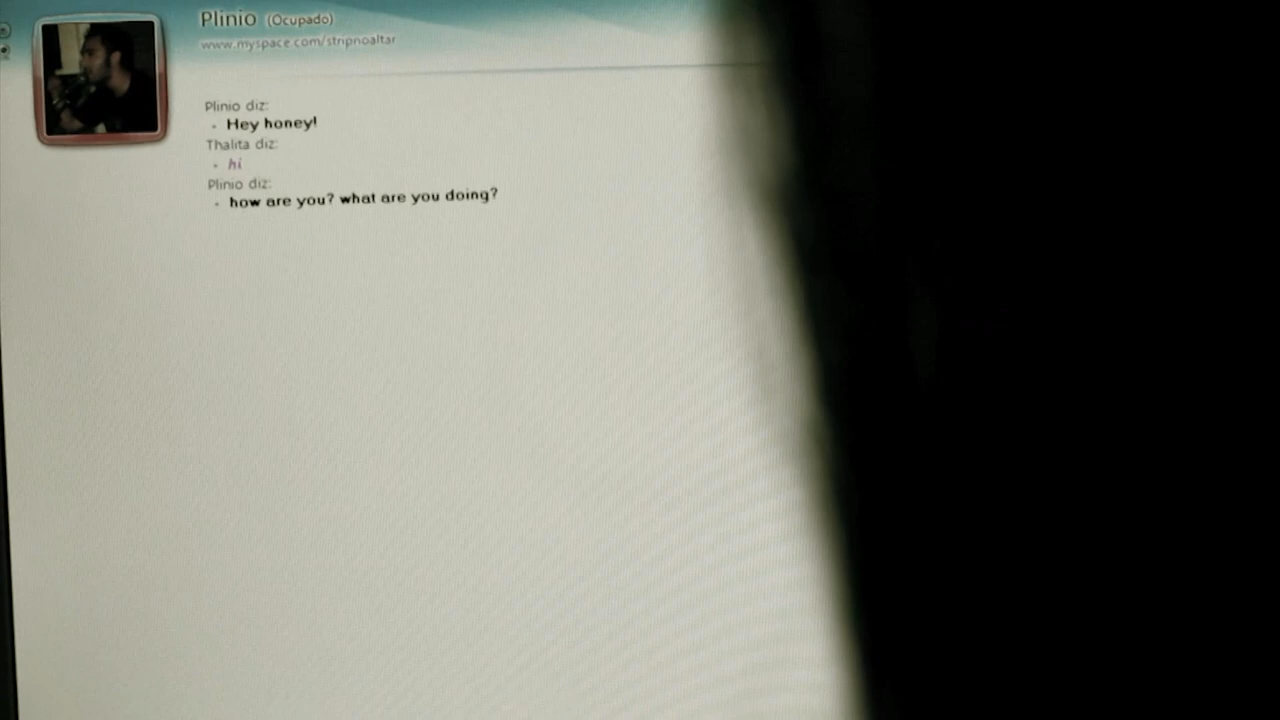 Plinio (Ocupado)
www.myspace.com/stripnoaltar
Plinio diz:
Hey honey!
Thalita diz:
hi
Plinio diz:
how are you? what are you doing?